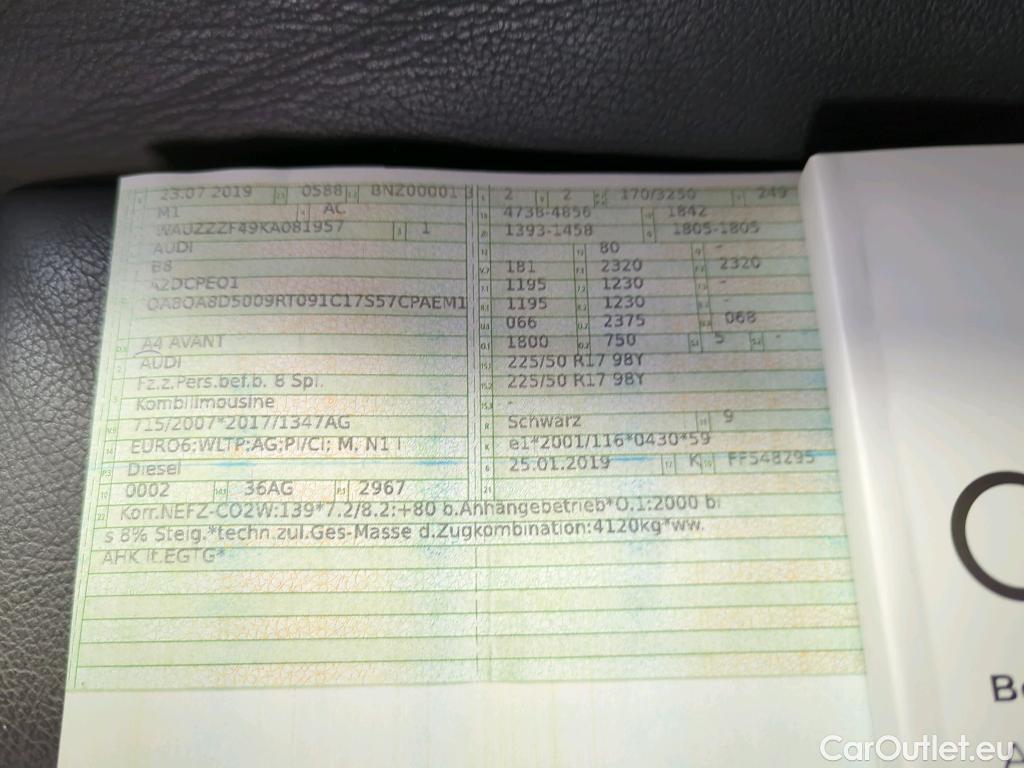 23.07 2019 0588 BNZ00001 3 2 2 170/3250 249
M1 AC 4738-4856 1842
WAUZZZF49KA081957 1 1393-1458 1805-1805
AUDI - 80 -
B8 181 2320 2320
A2DCPEO1 1195 1230 -
OA8OA8D5009RT091C17S57CPAEM1 1195 1230 -
066 2375 068
A4 AVANT 1800 750 5 -
AUDI 225/50 R17 98Y
Fz.z.Pers.bef.b. 8 Spl. 225/50 R17 98Y
Kombilimousine -
715/2007*2017/1347AG Schwarz 9
EURO6;WLTP;AG;PI/CI; M, N1 I e1*2001/116*0430*59
Diesel 25.01.2019 K FF548295
0002 36AG 2967
Korr.NEFZ-CO2W:139*7.2/8.2:+80 b.Anhängebetrieb*O.1:2000 bi
s 8% Steig.*techn.zul.Ges-Masse d.Zugkombination:4120kg*ww.
AHK lt.EGTG*
CarOutlet.eu